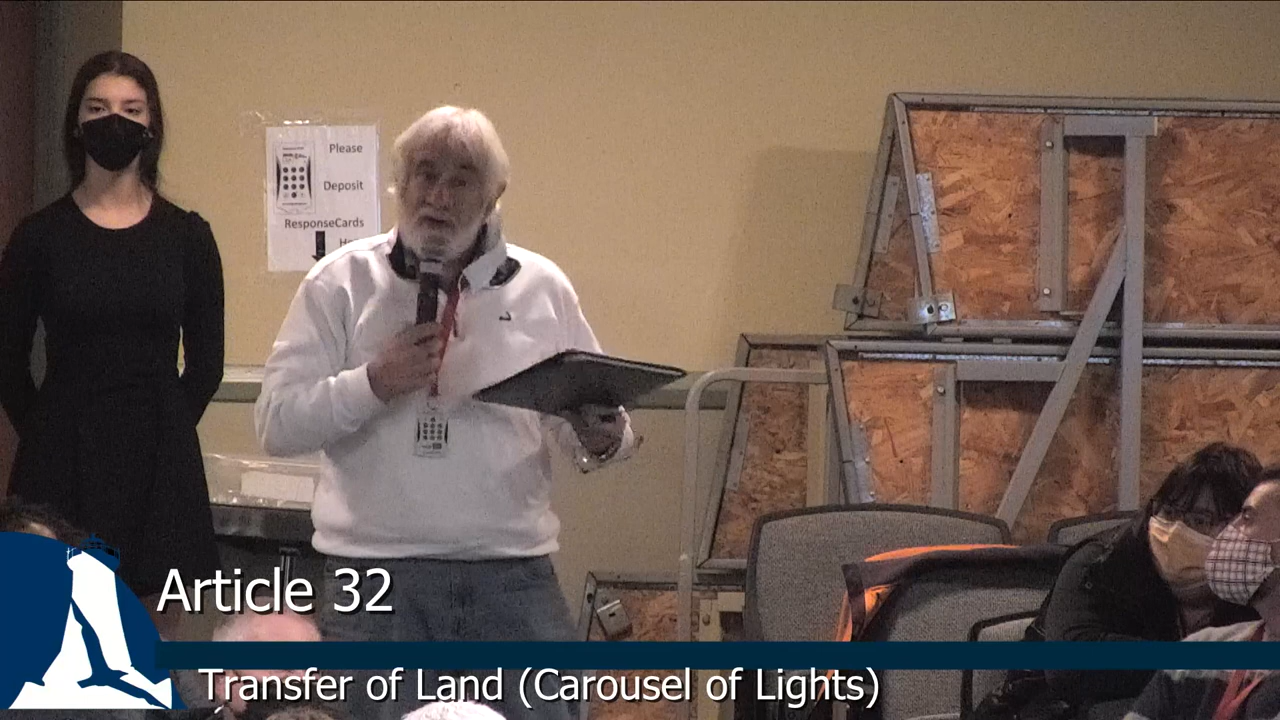 Please
Deposit
ResponseCards
Article 32
Transfer of Land (Carousel of Lights)